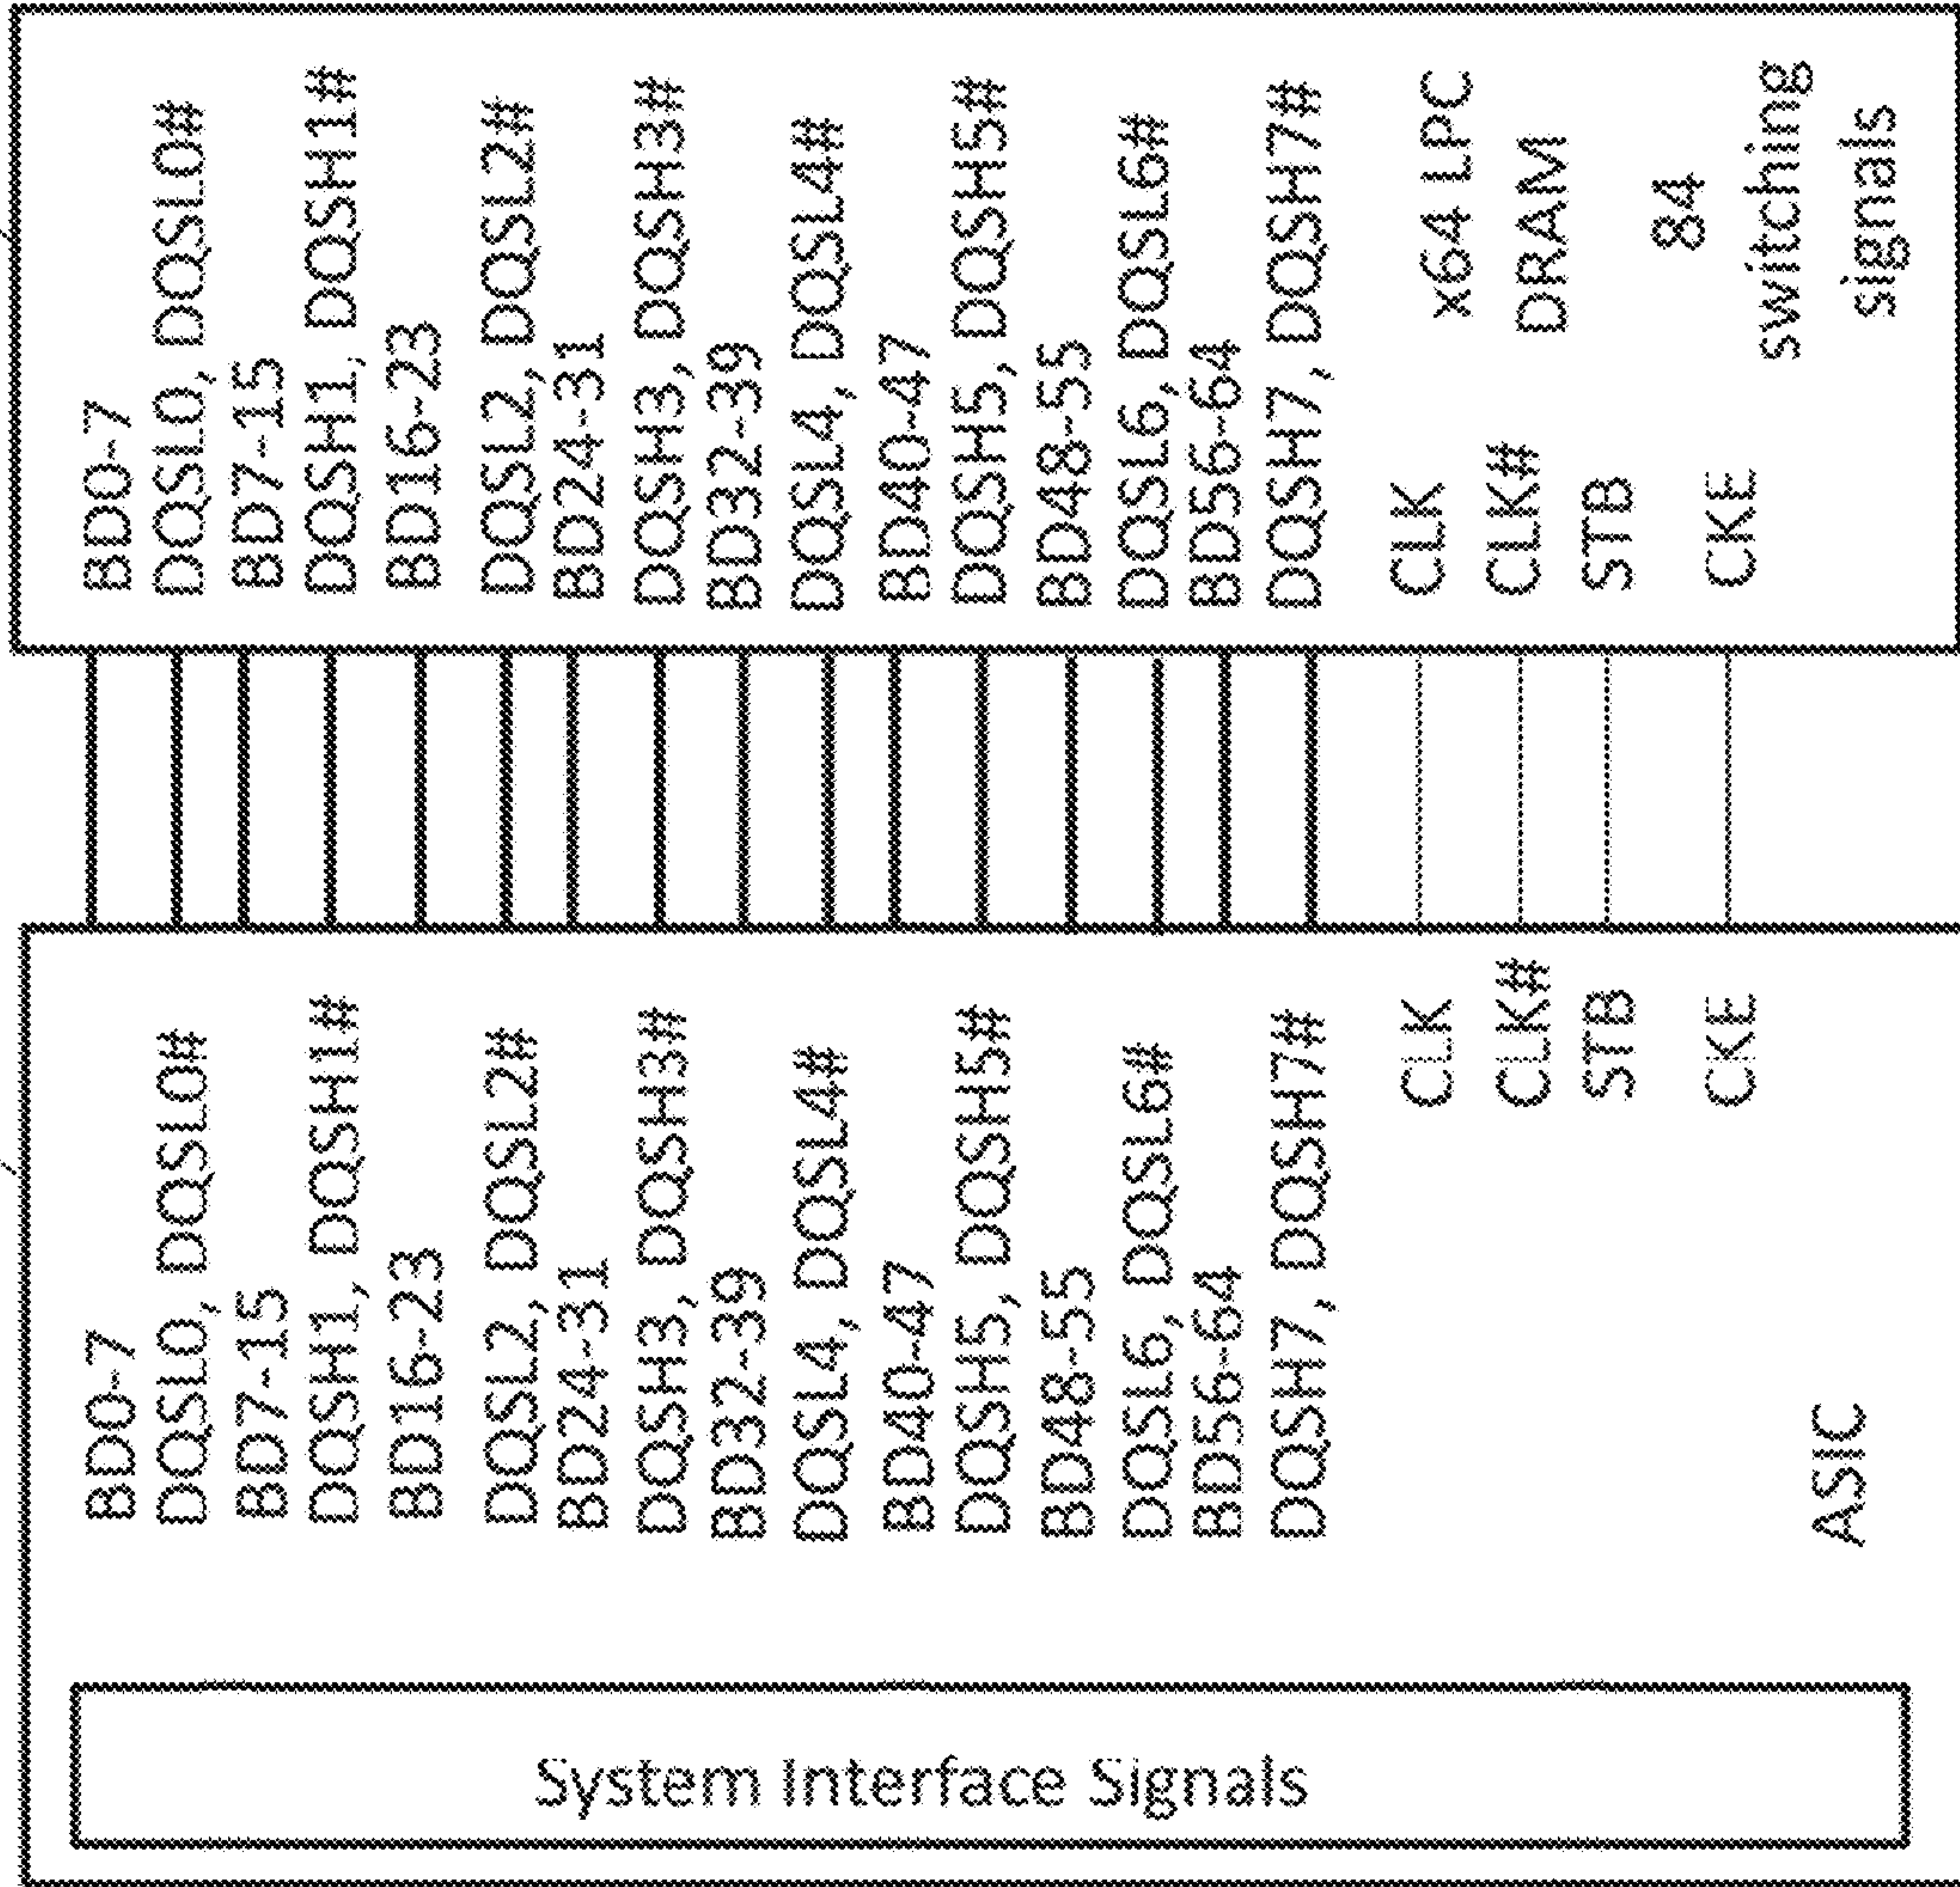 System Interface Signals
BD0-7
DQSL0, DQSL0#
BD7-15
DQSH1, DQSH1#
BD16-23
DQSL2, DQSL2#
BD24-31
DQSH3, DQSH3#
BD32-39
DQSL4, DQSL4#
BD40-47
DQSH5, DQSH5#
BD48-55
DQSL6, DQSL6#
BD56-64
DQSH7, DQSH7#
CLK
CLK#
STB
CKE
ASIC
BD0-7
DQSL0, DQSL0#
BD7-15
DQSH1, DQSH1#
BD16-23
DQSL2, DQSL2#
BD24-31
DQSH3, DQSH3#
BD32-39
DQSL4, DQSL4#
BD40-47
DQSH5, DQSH5#
BD48-55
DQSL6, DQSL6#
BD56-64
DQSH7, DQSH7#
CLK
CLK#
STB
CKE
x64 LPC
DRAM
84
switching
signals